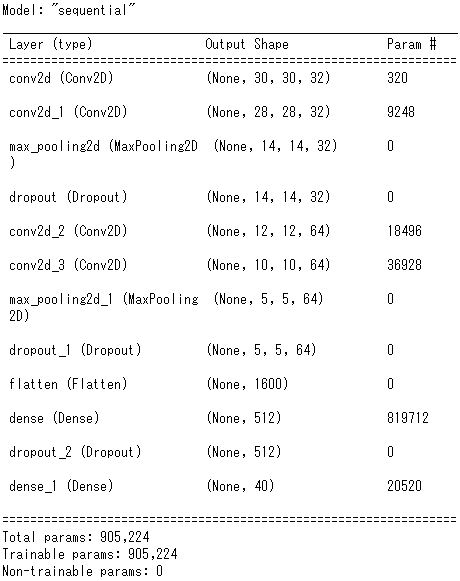 Model: "sequential"
Layer (type) Output Shape Param #
=================================================================
conv2d (Conv2D) (None, 30, 30, 32) 320
conv2d_1 (Conv2D) (None, 28, 28, 32) 9248
max_pooling2d (MaxPooling2D (None, 14, 14, 32) 0
)
dropout (Dropout) (None, 14, 14, 32) 0
conv2d_2 (Conv2D) (None, 12, 12, 64) 18496
conv2d_3 (Conv2D) (None, 10, 10, 64) 36928
max_pooling2d_1 (MaxPooling (None, 5, 5, 64) 0
2D)
dropout_1 (Dropout) (None, 5, 5, 64) 0
flatten (Flatten) (None, 1600) 0
dense (Dense) (None, 512) 819712
dropout_2 (Dropout) (None, 512) 0
dense_1 (Dense) (None, 40) 20520
=================================================================
Total params: 905,224
Trainable params: 905,224
Non-trainable params: 0